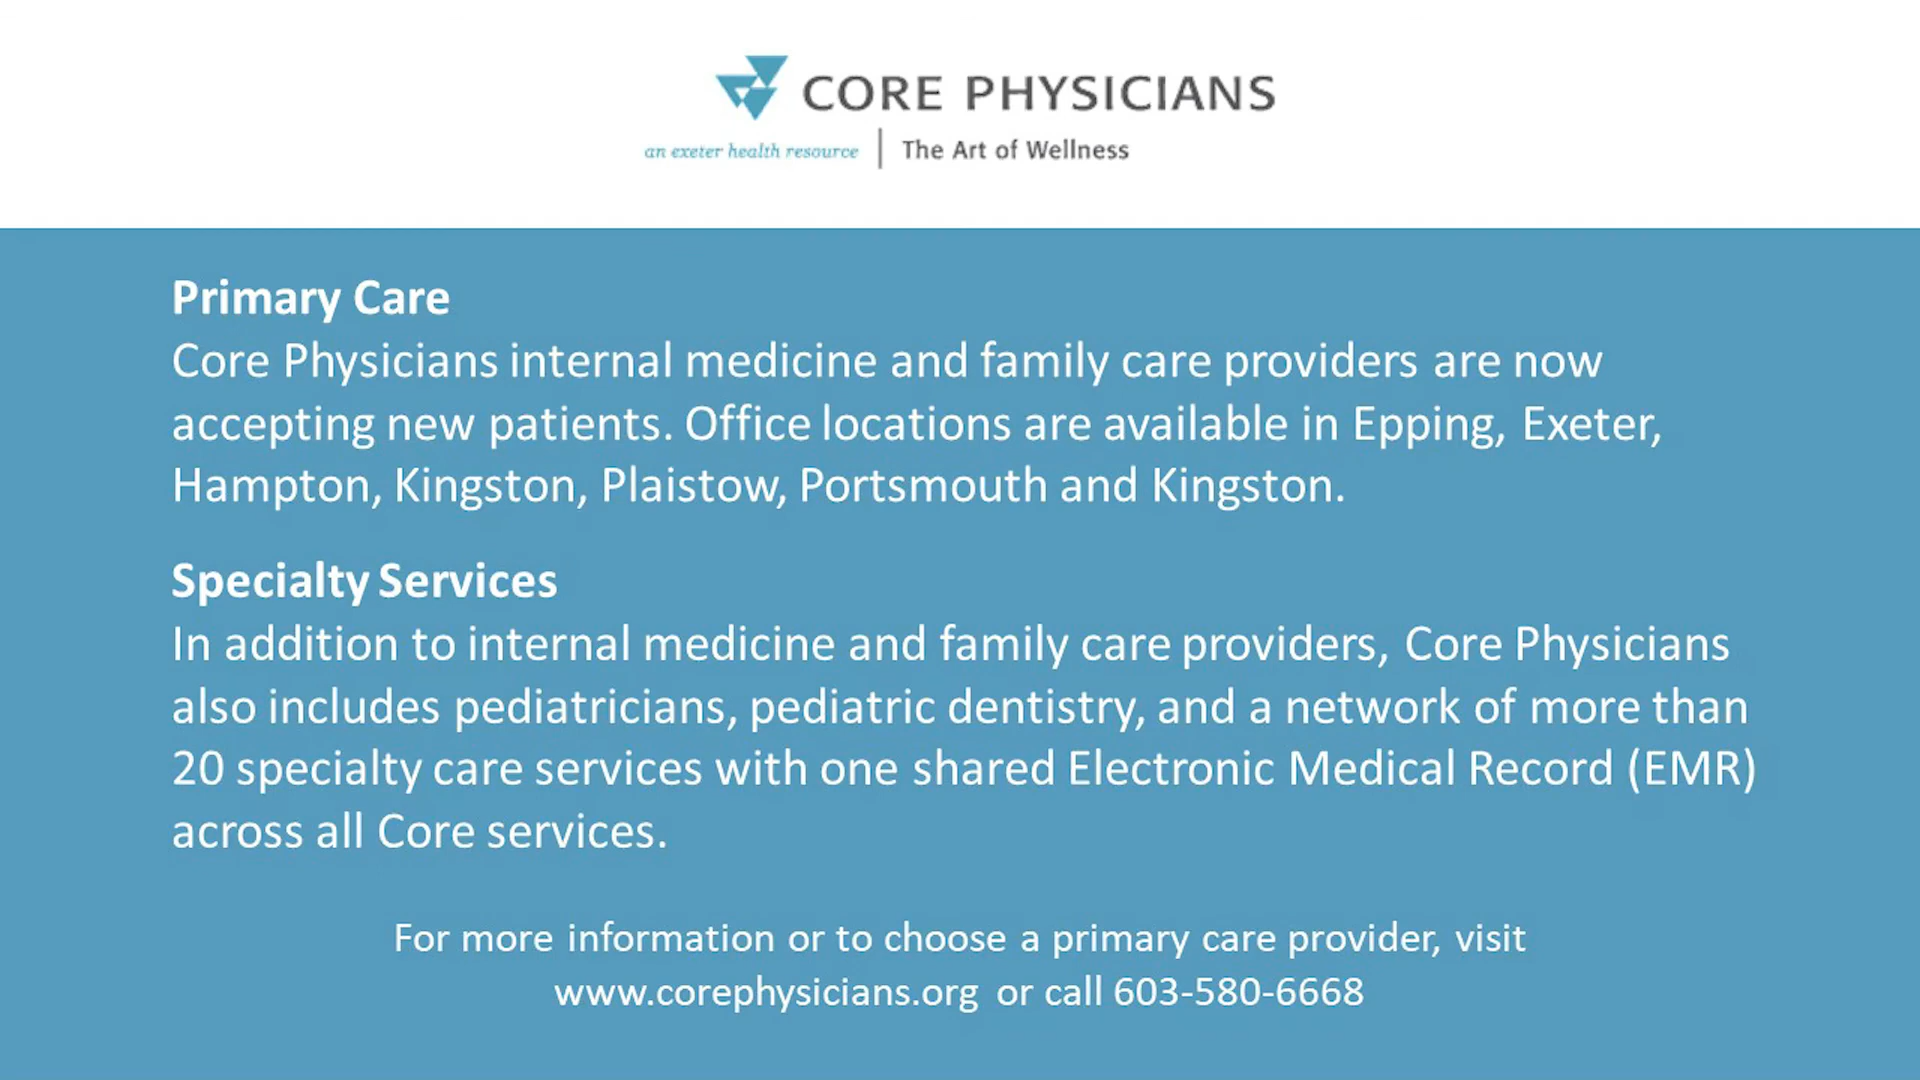 CORE PHYSICIANS
an exeter health resource | The Art of Wellness
Primary Care
Core Physicians internal medicine and family care providers are now
accepting new patients. Office locations are available in Epping, Exeter,
Hampton, Kingston, Plaistow, Portsmouth and Kingston.
Specialty Services
In addition to internal medicine and family care providers, Core Physicians
also includes pediatricians, pediatric dentistry, and a network of more than
20 specialty care services with one shared Electronic Medical Record (EMR)
across all Core services.
For more information or to choose a primary care provider, visit
www.corephysicians.org or call 603-580-6668